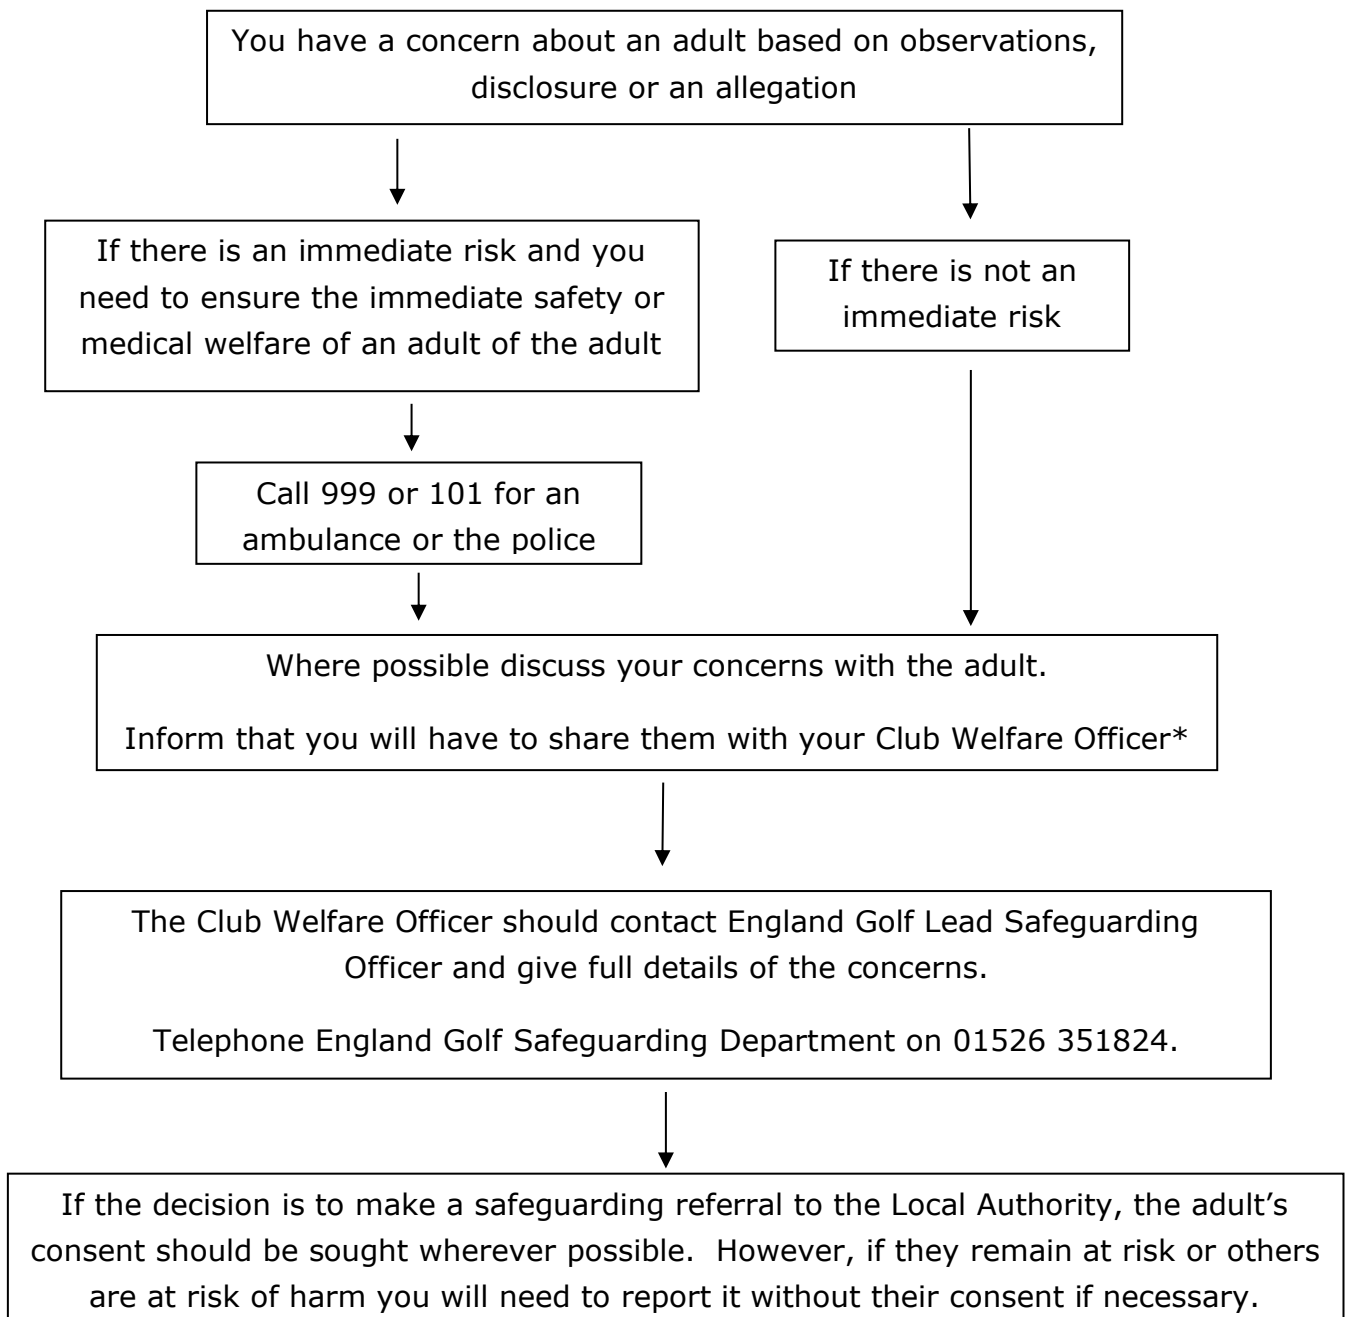 You have a concern about an adult based on observations,
disclosure or an allegation
If there is an immediate risk and you
need to ensure the immediate safety or
medical welfare of an adult of the adult
If there is not an
immediate risk
Call 999 or 101 for an
ambulance or the police
Where possible discuss your concerns with the adult.
Inform that you will have to share them with your Club Welfare Officer*
The Club Welfare Officer should contact England Golf Lead Safeguarding
Officer and give full details of the concerns.
Telephone England Golf Safeguarding Department on 01526 351824.
If the decision is to make a safeguarding referral to the Local Authority, the adult’s
consent should be sought wherever possible.  However, if they remain at risk or others
are at risk of harm you will need to report it without their consent if necessary.